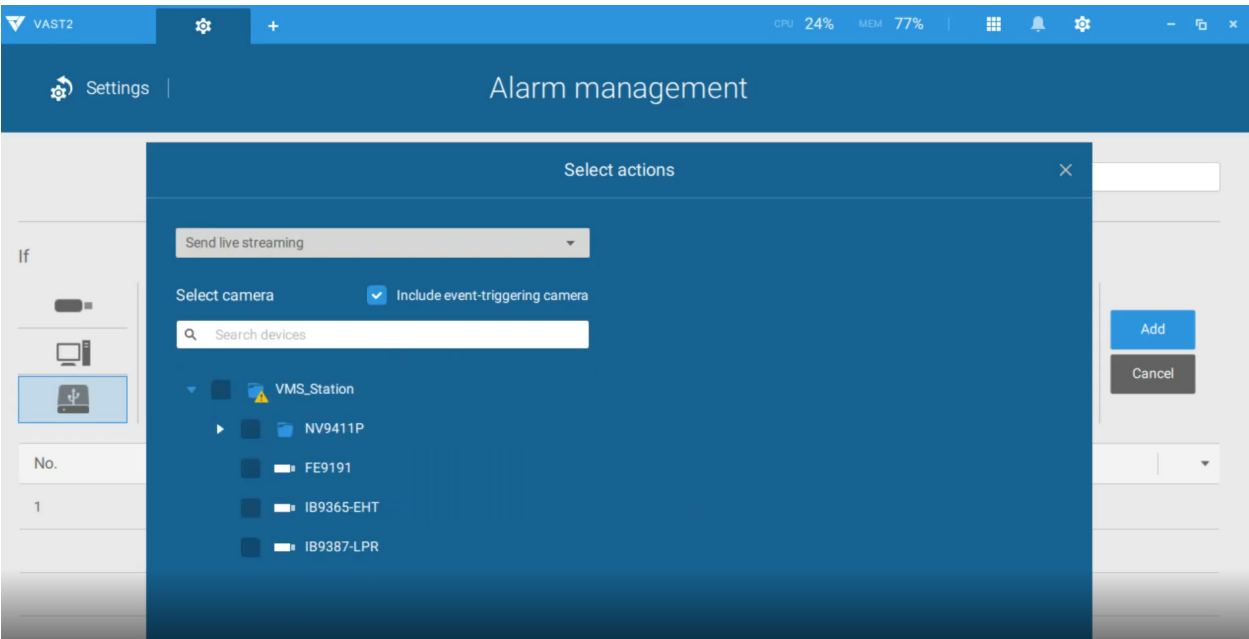 VAST2
+
CPU 24% MEM 77%
Settings
Alarm management
Select actions
Send live streaming
If
Select camera
Include event-triggering camera
Search devices
Add
Cancel
VMS_Station
NV9411P
No.
FE9191
1
IB9365-EHT
IB9387-LPR